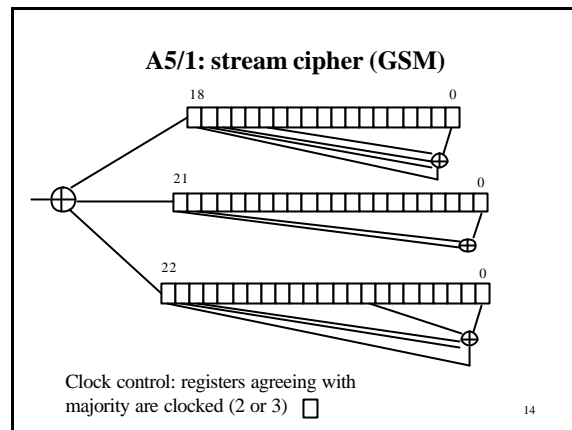 A5/1: stream cipher (GSM)
18 0
21 0
22 0
Clock control: registers agreeing with
majority are clocked (2 or 3)
14